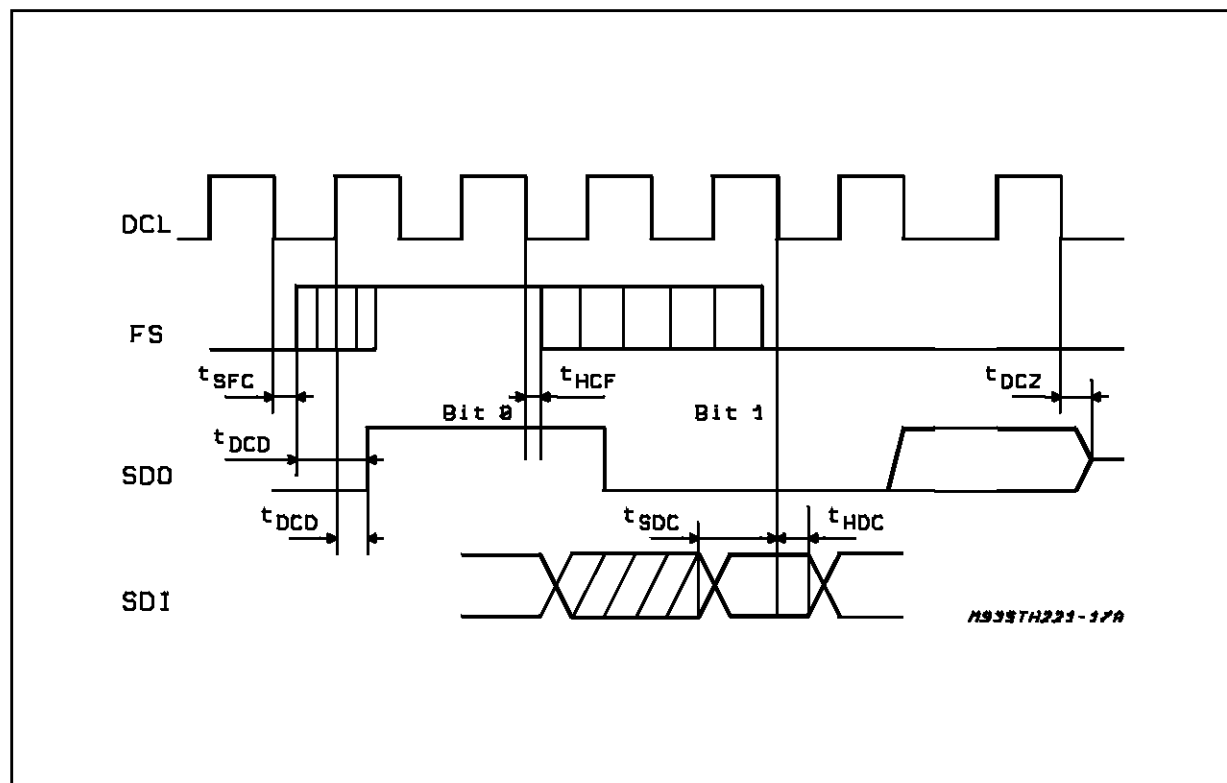 DCL
FS
tSFC
tHCF
tDCZ
Bit 0
Bit 1
tDCD
SDO
tDCD
tSDC
tHDC
SDI
M93STH221-17A